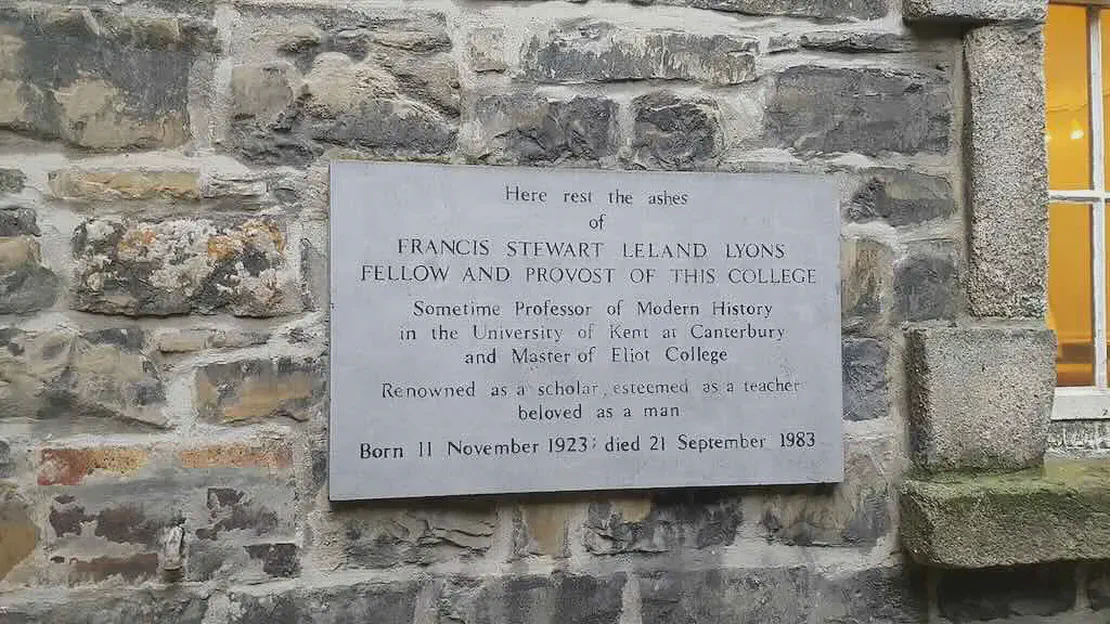 Here rest the ashes
of
FRANCIS STEWART LELAND LYONS
FELLOW AND PROVOST OF THIS COLLEGE
Sometime Professor of Modern History
in the University of Kent at Canterbury
and Master of Eliot College
Renowned as a scholar, esteemed as a teacher
beloved as a man
Born 11 November 1923; died 21 September 1983